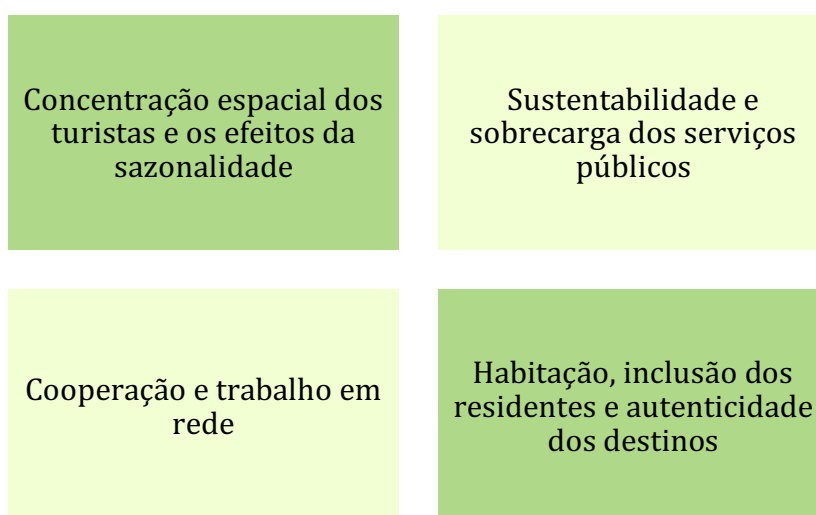 Concentração espacial dos
turistas e os efeitos da
sazonalidade
Sustentabilidade e
sobrecarga dos serviços
públicos
Cooperação e trabalho em
rede
Habitação, inclusão dos
residentes e autenticidade
dos destinos